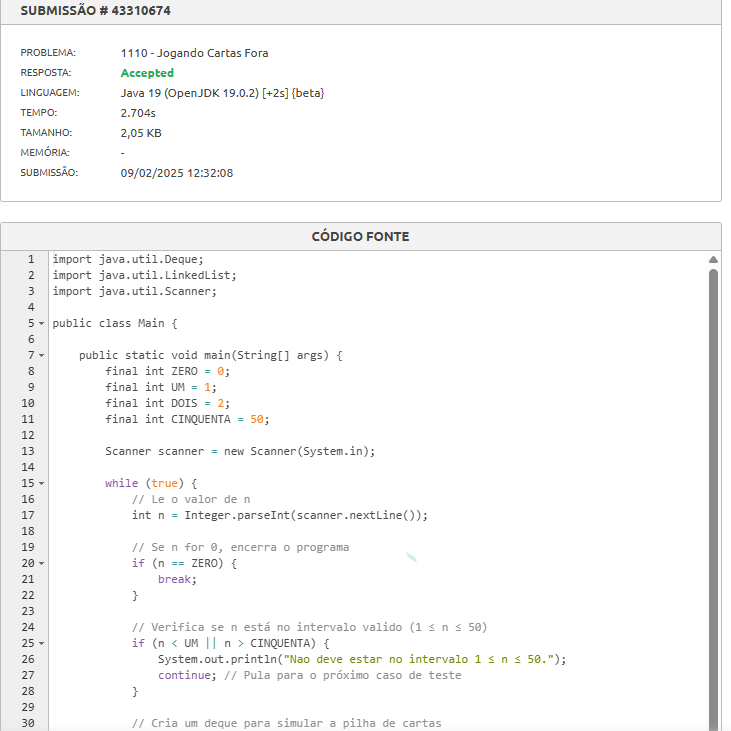 SUBMISSÃO # 43310674
PROBLEMA: 1110 - Jogando Cartas Fora
RESPOSTA: Accepted
LINGUAGEM: Java 19 (OpenJDK 19.0.2) [+2s] {beta}
TEMPO: 2.704s
TAMANHO: 2,05 KB
MEMÓRIA: -
SUBMISSÃO: 09/02/2025 12:32:08
CÓDIGO FONTE
1 import java.util.Deque;
2 import java.util.LinkedList;
3 import java.util.Scanner;
4
5 public class Main {
6
7     public static void main(String[] args) {
8         final int ZERO = 0;
9         final int UM = 1;
10         final int DOIS = 2;
11         final int CINQUENTA = 50;
12
13         Scanner scanner = new Scanner(System.in);
14
15         while (true) {
16             // Le o valor de n
17             int n = Integer.parseInt(scanner.nextLine());
18
19             // Se n for 0, encerra o programa
20             if (n == ZERO) {
21                 break;
22             }
23
24             // Verifica se n está no intervalo valido (1 ≤ n ≤ 50)
25             if (n < UM || n > CINQUENTA) {
26                 System.out.println("Nao deve estar no intervalo 1 ≤ n ≤ 50.");
27                 continue; // Pula para o próximo caso de teste
28             }
29
30             // Cria um deque para simular a pilha de cartas